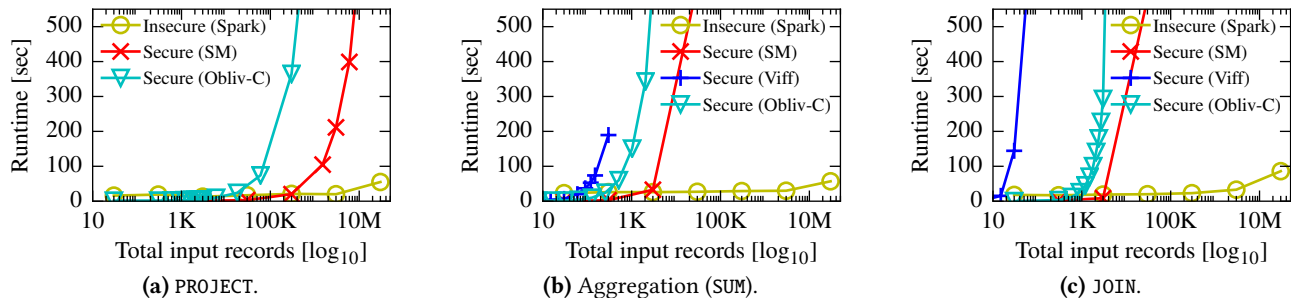 500
400
300
200
100
0
Runtime [sec]
Insecure (Spark)
Secure (SM)
Secure (Obliv-C)
10 1K 100K 10M
Total input records [log10]
(a) PROJECT.
500
400
300
200
100
0
Runtime [sec]
Insecure (Spark)
Secure (SM)
Secure (Viff)
Secure (Obliv-C)
10 1K 100K 10M
Total input records [log10]
(b) Aggregation (SUM).
500
400
300
200
100
0
Runtime [sec]
Insecure (Spark)
Secure (SM)
Secure (Viff)
Secure (Obliv-C)
10 1K 100K 10M
Total input records [log10]
(c) JOIN.